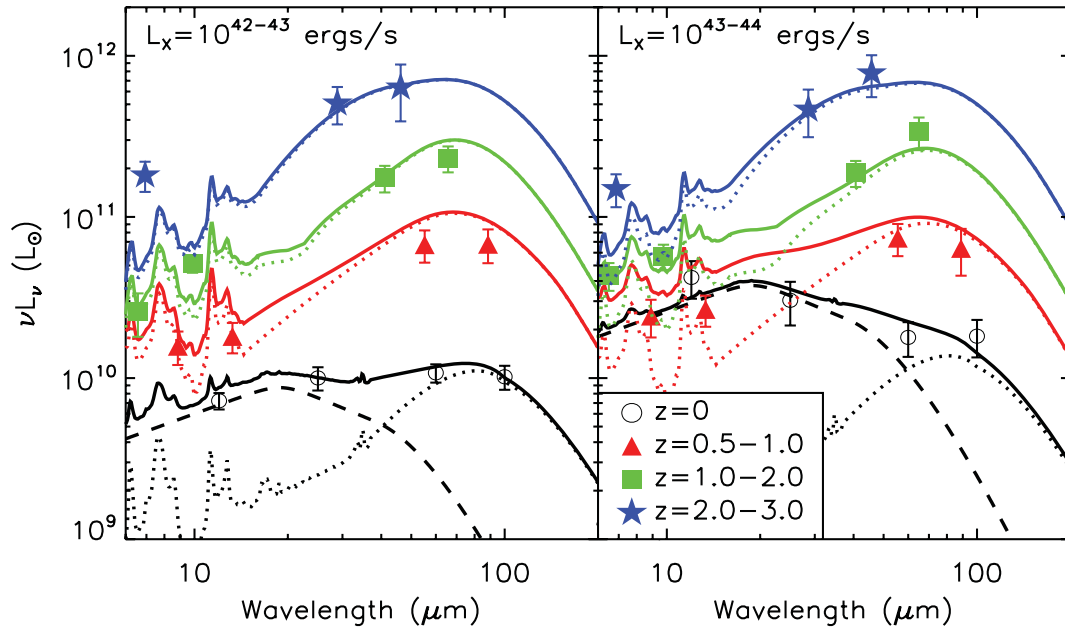 L_x=10^42−43 ergs/s
L_x=10^43−44 ergs/s
νL_ν (L_⊙)
10^12
10^11
10^10
10^9
z=0
z=0.5−1.0
z=1.0−2.0
z=2.0−3.0
10
100
10
100
Wavelength (μm)
Wavelength (μm)